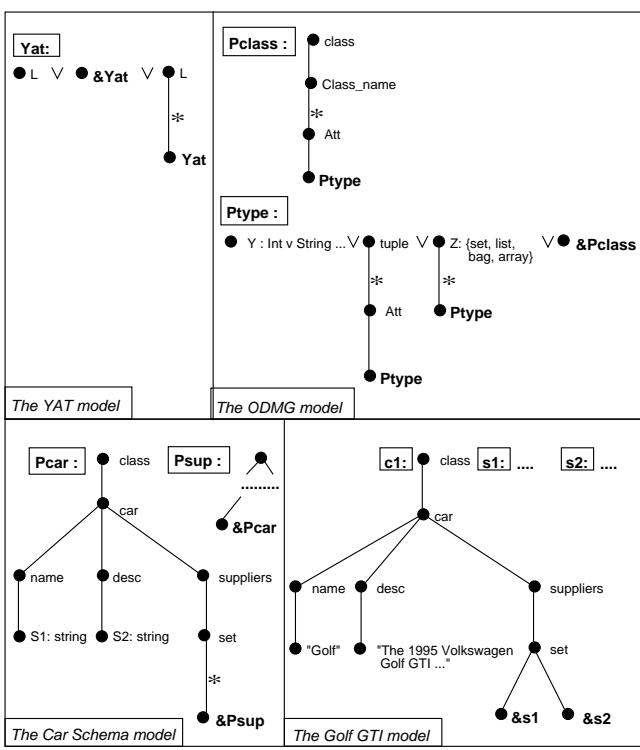 Yat:
L ∨ &Yat ∨ L
*
Yat
The YAT model
Pclass :
class
Class_name
*
Att
Ptype
Ptype :
Y : Int v String ... ∨ tuple ∨ Z: {set, list, bag, array} ∨ &Pclass
* *
Att Ptype
Ptype
The ODMG model
Pcar : class Psup :
.........
car
&Pcar
name desc suppliers
S1: string S2: string set
*
&Psup
The Car Schema model
c1: class s1: .... s2: ....
car
name desc suppliers
"Golf" "The 1995 Volkswagen Golf GTI ..." set
&s1 &s2
The Golf GTI model